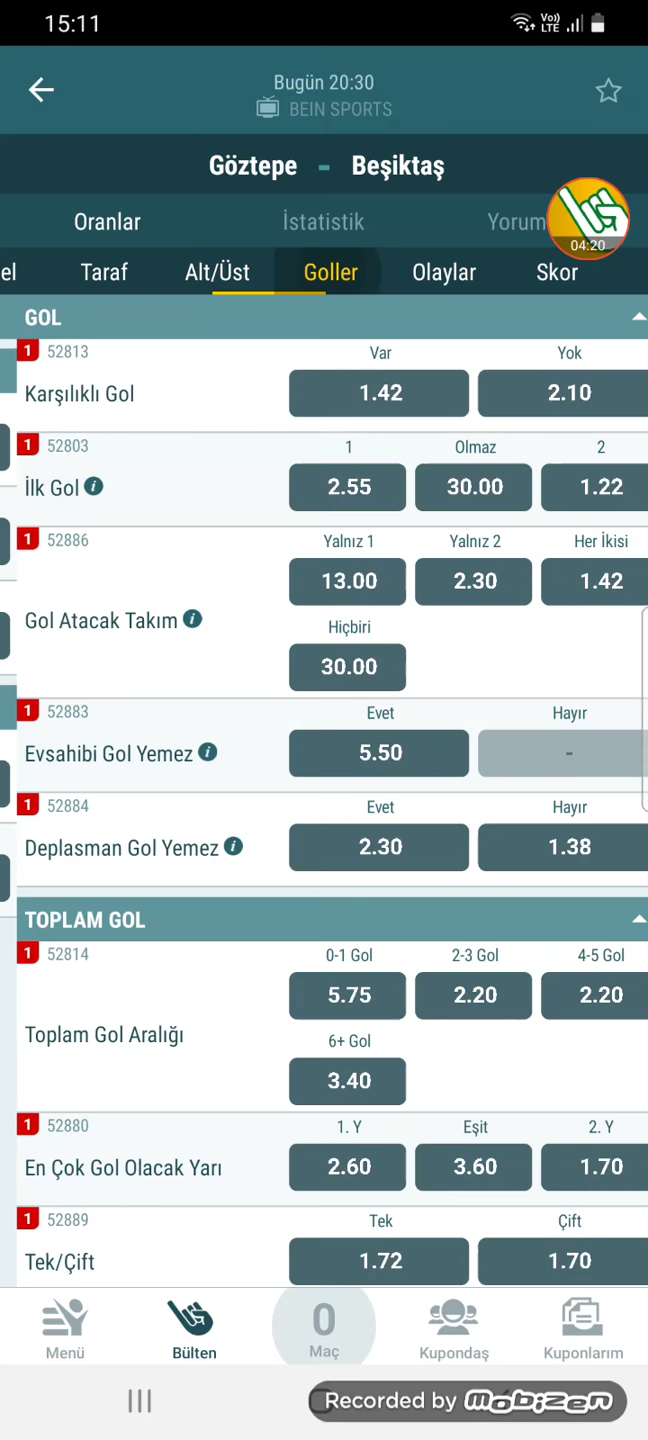 15:11
Vo))
LTE
Bugün 20:30
BEIN SPORTS
Göztepe - Beşiktaş
Oranlar İstatistik Yorum
04:20
el Taraf Alt/Üst Goller Olaylar Skor
GOL
1 52813 Var Yok
Karşılıklı Gol 1.42 2.10
1 52803 1 Olmaz 2
İlk Gol i 2.55 30.00 1.22
1 52886 Yalnız 1 Yalnız 2 Her İkisi
13.00 2.30 1.42
Gol Atacak Takım i
Hiçbiri
30.00
1 52883 Evet Hayır
Evsahibi Gol Yemez i 5.50 -
1 52884 Evet Hayır
Deplasman Gol Yemez i 2.30 1.38
TOPLAM GOL
1 52814 0-1 Gol 2-3 Gol 4-5 Gol
5.75 2.20 2.20
Toplam Gol Aralığı
6+ Gol
3.40
1 52880 1. Y Eşit 2. Y
En Çok Gol Olacak Yarı 2.60 3.60 1.70
1 52889 Tek Çift
Tek/Çift 1.72 1.70
0
Menü Bülten Maç Kupondaş Kuponlarım
Recorded by mobizen